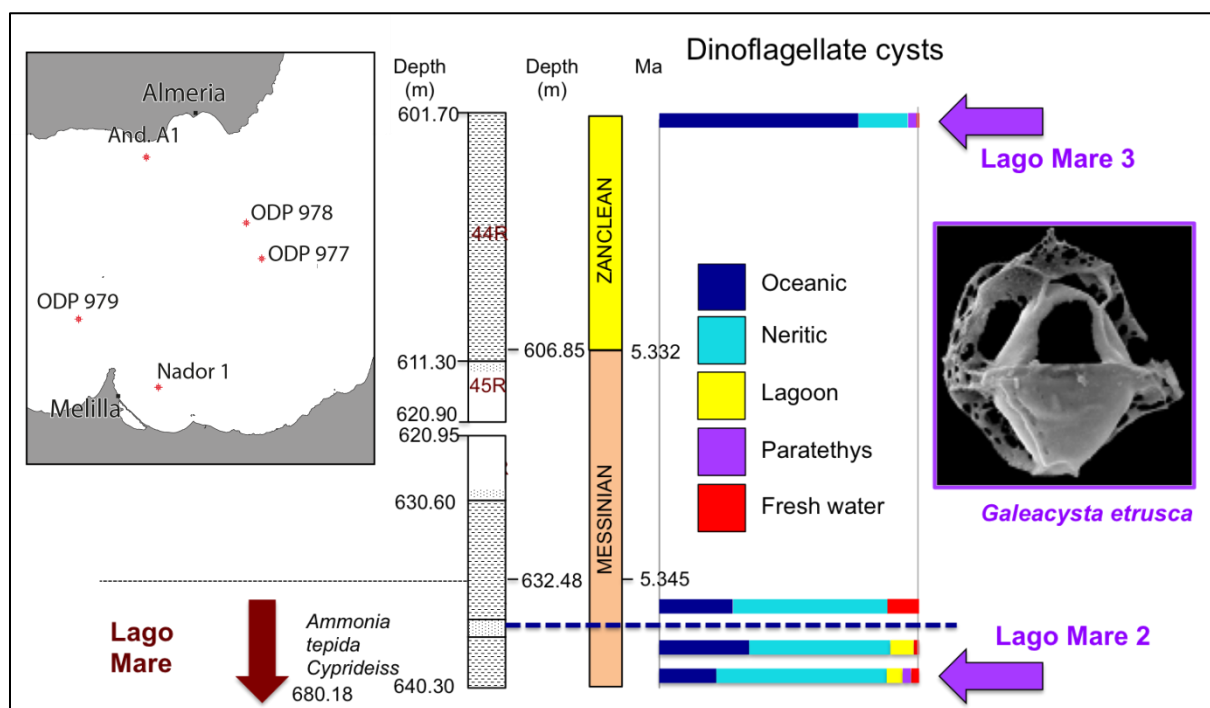 Dinoflagellate cysts
Almeria
And. A1
ODP 978
ODP 977
ODP 979
Nador 1
Melilla
Depth
(m)
Depth
(m)
Ma
601.70
44R
611.30
45R
620.90
620.95
630.60
640.30
606.85
632.48
ZANCLEAN
MESSINIAN
5.332
5.345
Oceanic
Neritic
Lagoon
Paratethys
Fresh water
Lago Mare 3
Galeacysta etrusca
Lago Mare 2
Lago
Mare
Ammonia
tepida
Cyprideiss
680.18